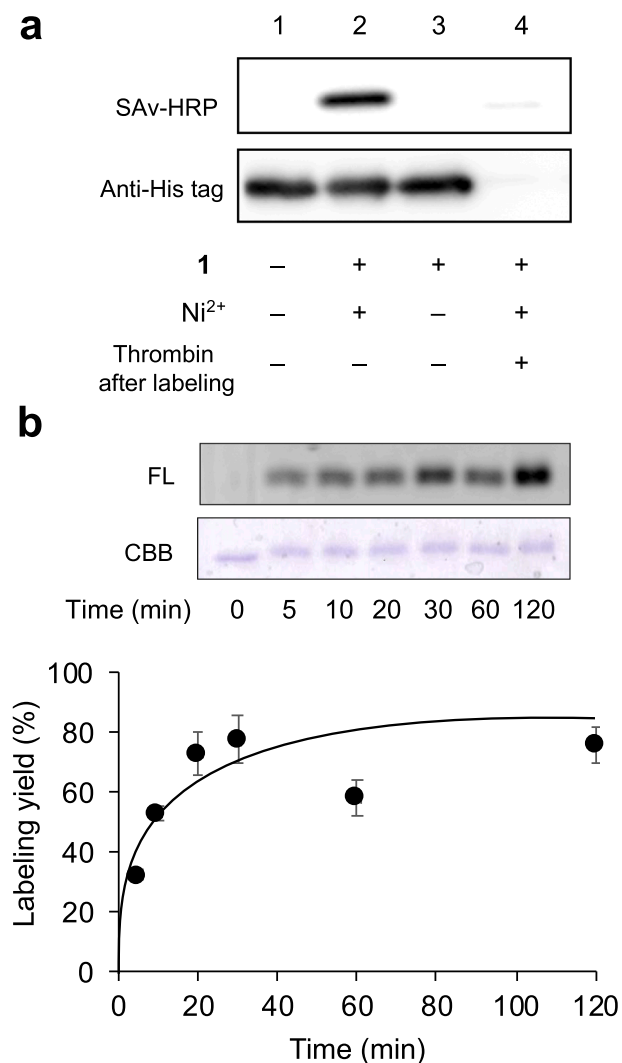 a
1 2 3 4
SAv-HRP
Anti-His tag
1 – + + +
Ni²⁺ – + – +
Thrombin
after labeling – – – +
b
FL
CBB
Time (min) 0 5 10 20 30 60 120
100
80
60
40
20
0
Labeling yield (%)
0 20 40 60 80 100 120
Time (min)